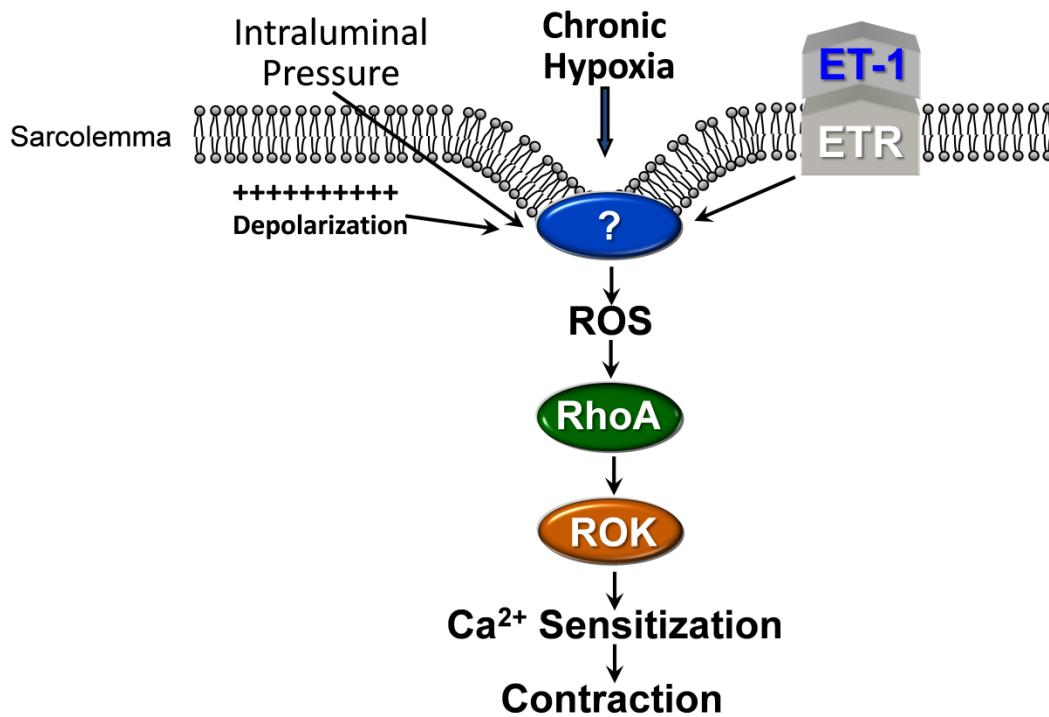 Intraluminal
Pressure
Chronic
Hypoxia
ET-1
ETR
Sarcolemma
++++++++++
Depolarization
?
ROS
RhoA
ROK
Ca²⁺ Sensitization
Contraction